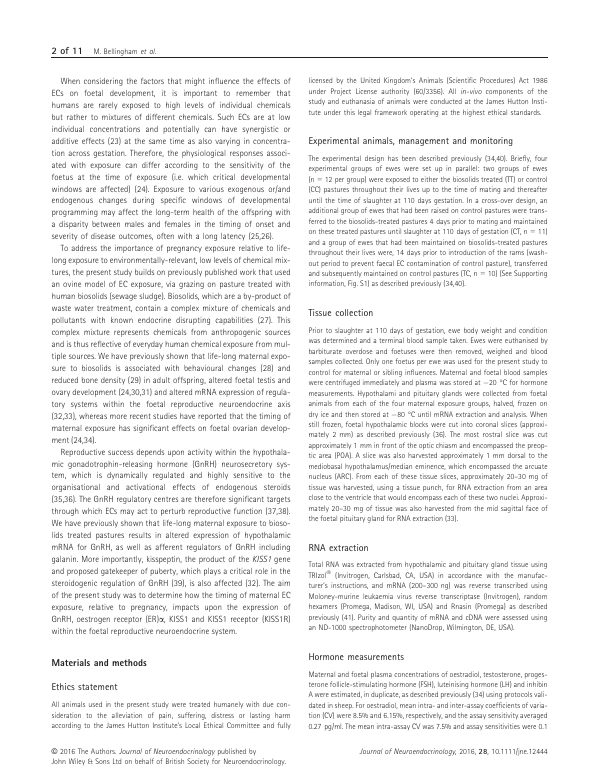 2 of 11 M. Bellingham et al.
When considering the factors that might influence the effects of
ECs on foetal development, it is important to remember that
humans are rarely exposed to high levels of individual chemicals
but rather to mixtures of different chemicals. Such ECs are at low
individual concentrations and potentially can have synergistic or
additive effects (23) at the same time as also varying in concentra-
tion across gestation. Therefore, the physiological responses associ-
ated with exposure can differ according to the sensitivity of the
foetus at the time of exposure (i.e. which critical developmental
windows are affected) (24). Exposure to various exogenous or/and
endogenous changes during specific windows of developmental
programming may affect the long-term health of the offspring with
a disparity between males and females in the timing of onset and
severity of disease outcomes, often with a long latency (25,26).
To address the importance of pregnancy exposure relative to life-
long exposure to environmentally-relevant, low levels of chemical mix-
tures, the present study builds on previously published work that used
an ovine model of EC exposure, via grazing on pasture treated with
human biosolids (sewage sludge). Biosolids, which are a by-product of
waste water treatment, contain a complex mixture of chemicals and
pollutants with known endocrine disrupting capabilities (27). This
complex mixture represents chemicals from anthropogenic sources
and is thus reflective of everyday human chemical exposure from mul-
tiple sources. We have previously shown that life-long maternal expo-
sure to biosolids is associated with behavioural changes (28) and
reduced bone density (29) in adult offspring, altered foetal testis and
ovary development (24,30,31) and altered mRNA expression of regula-
tory systems within the foetal reproductive neuroendocrine axis
(32,33), whereas more recent studies have reported that the timing of
maternal exposure has significant effects on foetal ovarian develop-
ment (24,34).
Reproductive success depends upon activity within the hypothala-
mic gonadotrophin-releasing hormone (GnRH) neurosecretory sys-
tem, which is dynamically regulated and highly sensitive to the
organisational and activational effects of endogenous steroids
(35,36). The GnRH regulatory centres are therefore significant targets
through which ECs may act to perturb reproductive function (37,38).
We have previously shown that life-long maternal exposure to bioso-
lids treated pastures results in altered expression of hypothalamic
mRNA for GnRH, as well as afferent regulators of GnRH including
galanin. More importantly, kisspeptin, the product of the KISS1 gene
and proposed gatekeeper of puberty, which plays a critical role in the
steroidogenic regulation of GnRH (39), is also affected (32). The aim
of the present study was to determine how the timing of maternal EC
exposure, relative to pregnancy, impacts upon the expression of
GnRH, oestrogen receptor (ER)α, KISS1 and KISS1 receptor (KISS1R)
within the foetal reproductive neuroendocrine system.
Materials and methods
Ethics statement
All animals used in the present study were treated humanely with due con-
sideration to the alleviation of pain, suffering, distress or lasting harm
according to the James Hutton Institute's Local Ethical Committee and fully
licensed by the United Kingdom's Animals (Scientific Procedures) Act 1986
under Project License authority (60/3356). All in-vivo components of the
study and euthanasia of animals were conducted at the James Hutton Insti-
tute under this legal framework operating at the highest ethical standards.
Experimental animals, management and monitoring
The experimental design has been described previously (34,40). Briefly, four
experimental groups of ewes were set up in parallel: two groups of ewes
(n = 12 per group) were exposed to either the biosolids treated (TT) or control
(CC) pastures throughout their lives up to the time of mating and thereafter
until the time of slaughter at 110 days gestation. In a cross-over design, an
additional group of ewes that had been raised on control pastures were trans-
ferred to the biosolids-treated pastures 4 days prior to mating and maintained
on these treated pastures until slaughter at 110 days of gestation (CT, n = 11)
and a group of ewes that had been maintained on biosolids-treated pastures
throughout their lives were, 14 days prior to introduction of the rams (wash-
out period to prevent faecal EC contamination of control pasture), transferred
and subsequently maintained on control pastures (TC, n = 10) (See Supporting
information, Fig. S1) as described previously (34,40).
Tissue collection
Prior to slaughter at 110 days of gestation, ewe body weight and condition
was determined and a terminal blood sample taken. Ewes were euthanised by
barbiturate overdose and foetuses were then removed, weighed and blood
samples collected. Only one foetus per ewe was used for the present study to
control for maternal or sibling influences. Maternal and foetal blood samples
were centrifuged immediately and plasma was stored at −20 °C for hormone
measurements. Hypothalami and pituitary glands were collected from foetal
animals from each of the four maternal exposure groups, halved, frozen on
dry ice and then stored at −80 °C until mRNA extraction and analysis. When
still frozen, foetal hypothalamic blocks were cut into coronal slices (approxi-
mately 2 mm) as described previously (36). The most rostral slice was cut
approximately 1 mm in front of the optic chiasm and encompassed the preop-
tic area (POA). A slice was also harvested approximately 1 mm dorsal to the
mediobasal hypothalamus/median eminence, which encompassed the arcuate
nucleus (ARC). From each of these tissue slices, approximately 20–30 mg of
tissue was harvested, using a tissue punch, for RNA extraction from an area
close to the ventricle that would encompass each of these two nuclei. Approxi-
mately 20–30 mg of tissue was also harvested from the mid sagittal face of
the foetal pituitary gland for RNA extraction (33).
RNA extraction
Total RNA was extracted from hypothalamic and pituitary gland tissue using
TRIzol® (Invitrogen, Carlsbad, CA, USA) in accordance with the manufac-
turer's instructions, and mRNA (200–300 ng) was reverse transcribed using
Moloney-murine leukaemia virus reverse transcriptase (Invitrogen), random
hexamers (Promega, Madison, WI, USA) and Rnasin (Promega) as described
previously (41). Purity and quantity of mRNA and cDNA were assessed using
an ND-1000 spectrophotometer (NanoDrop, Wilmington, DE, USA).
Hormone measurements
Maternal and foetal plasma concentrations of oestradiol, testosterone, proges-
terone follicle-stimulating hormone (FSH), luteinising hormone (LH) and inhibin
A were estimated, in duplicate, as described previously (34) using protocols vali-
dated in sheep. For oestradiol, mean intra- and inter-assay coefficients of varia-
tion (CV) were 8.5% and 6.15%, respectively, and the assay sensitivity averaged
0.27 pg/ml. The mean intra-assay CV was 7.5% and assay sensitivities were 0.1
© 2016 The Authors. Journal of Neuroendocrinology published by
John Wiley & Sons Ltd on behalf of British Society for Neuroendocrinology.
Journal of Neuroendocrinology, 2016, 28, 10.1111/jne.12444